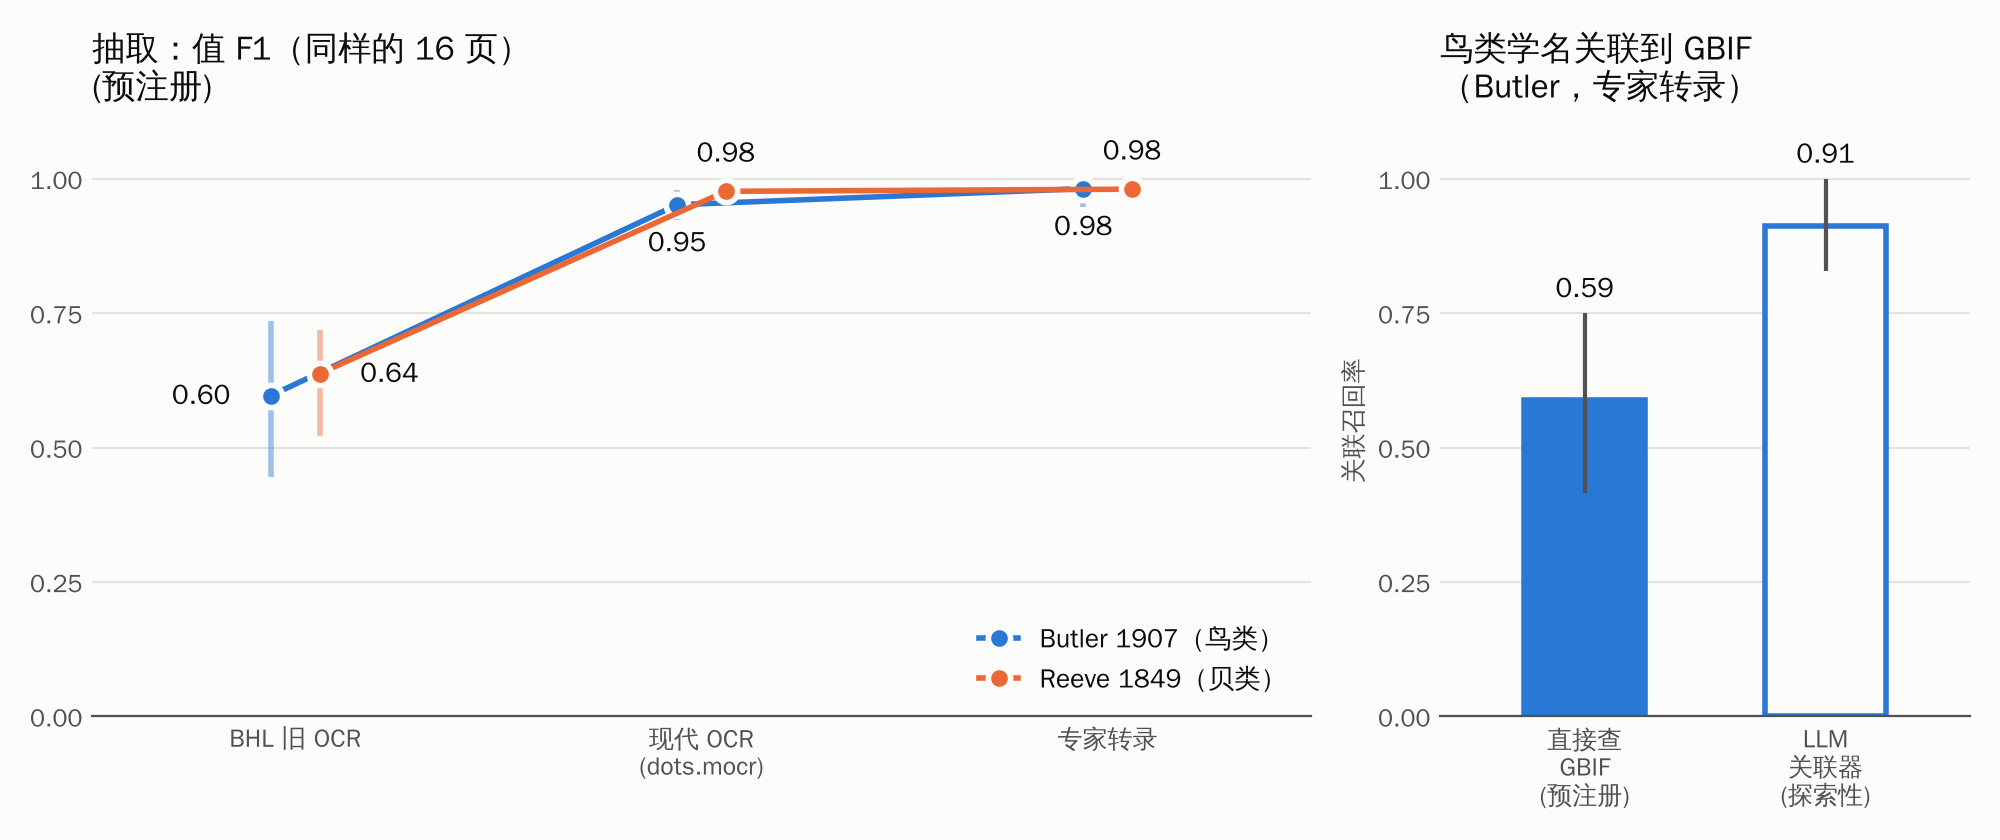 抽取：值 F1（同样的 16 页）
(预注册)
1.00
0.75
0.50
0.25
0.00
0.60
0.64
0.95
0.98
0.98
0.98
Butler 1907（鸟类）
Reeve 1849（贝类）
BHL 旧 OCR
现代 OCR
(dots.mocr)
专家转录
鸟类学名关联到 GBIF
（Butler，专家转录）
关联召回率
1.00
0.75
0.50
0.25
0.00
0.59
0.91
直接查
GBIF
(预注册)
LLM
关联器
(探索性)